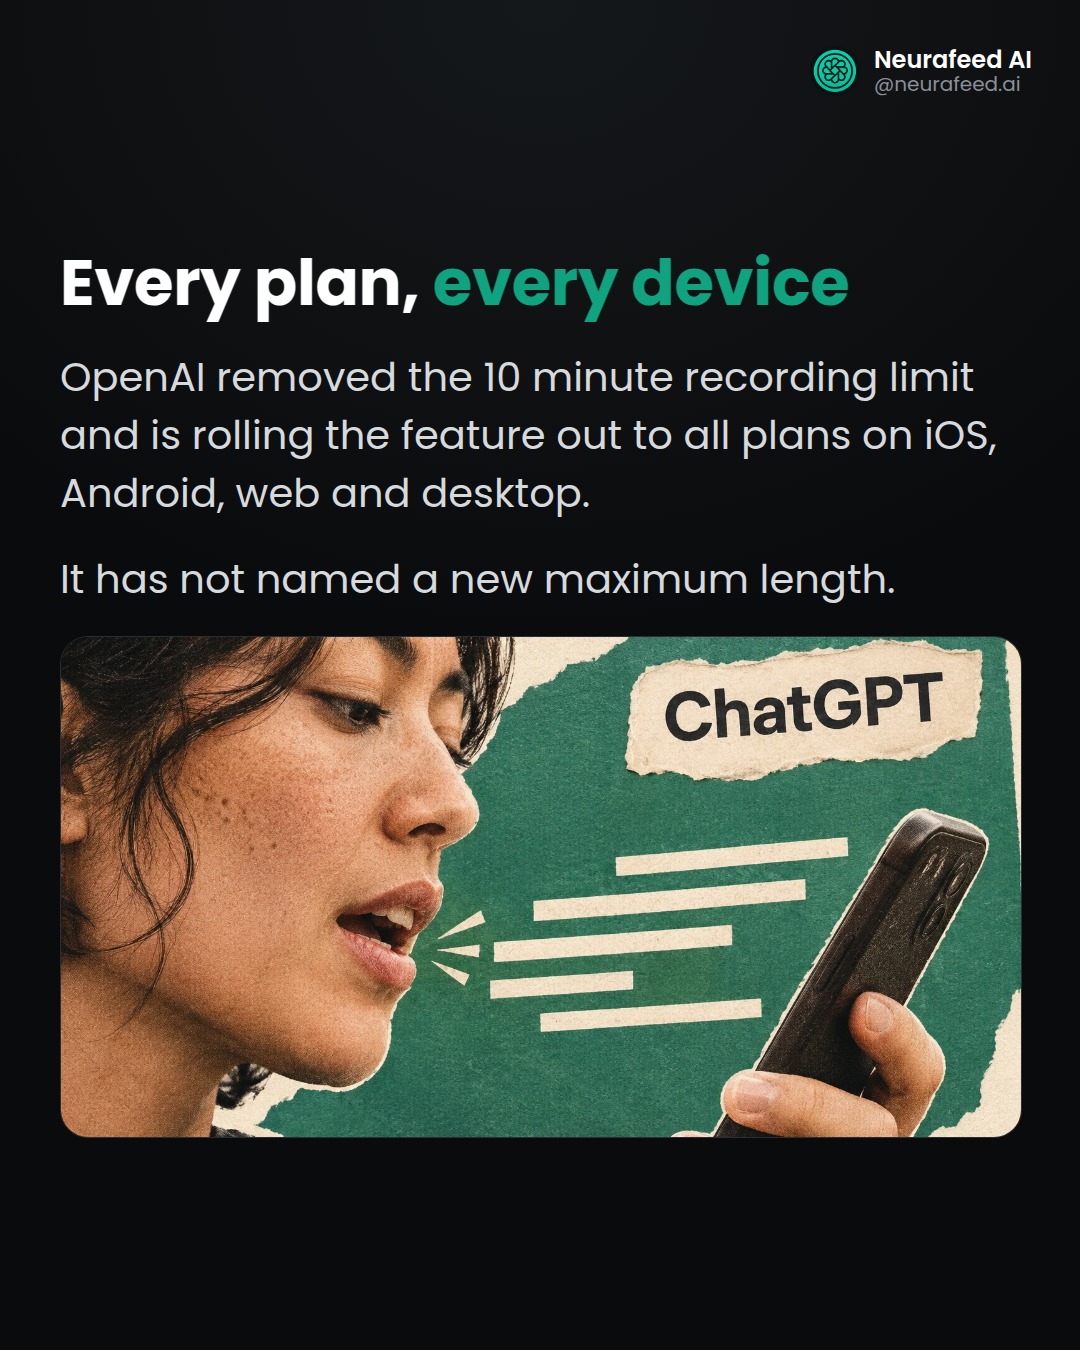 Neurafeed AI
@neurafeed.ai
Every plan, every device
OpenAI removed the 10 minute recording limit
and is rolling the feature out to all plans on iOS,
Android, web and desktop.
It has not named a new maximum length.
ChatGPT